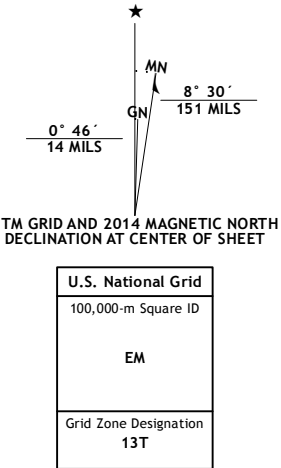 MN
8° 30´
151 MILS
GN
0° 46´
14 MILS
TM GRID AND 2014 MAGNETIC NORTH
DECLINATION AT CENTER OF SHEET
U.S. National Grid
100,000-m Square ID
EM
Grid Zone Designation
13T